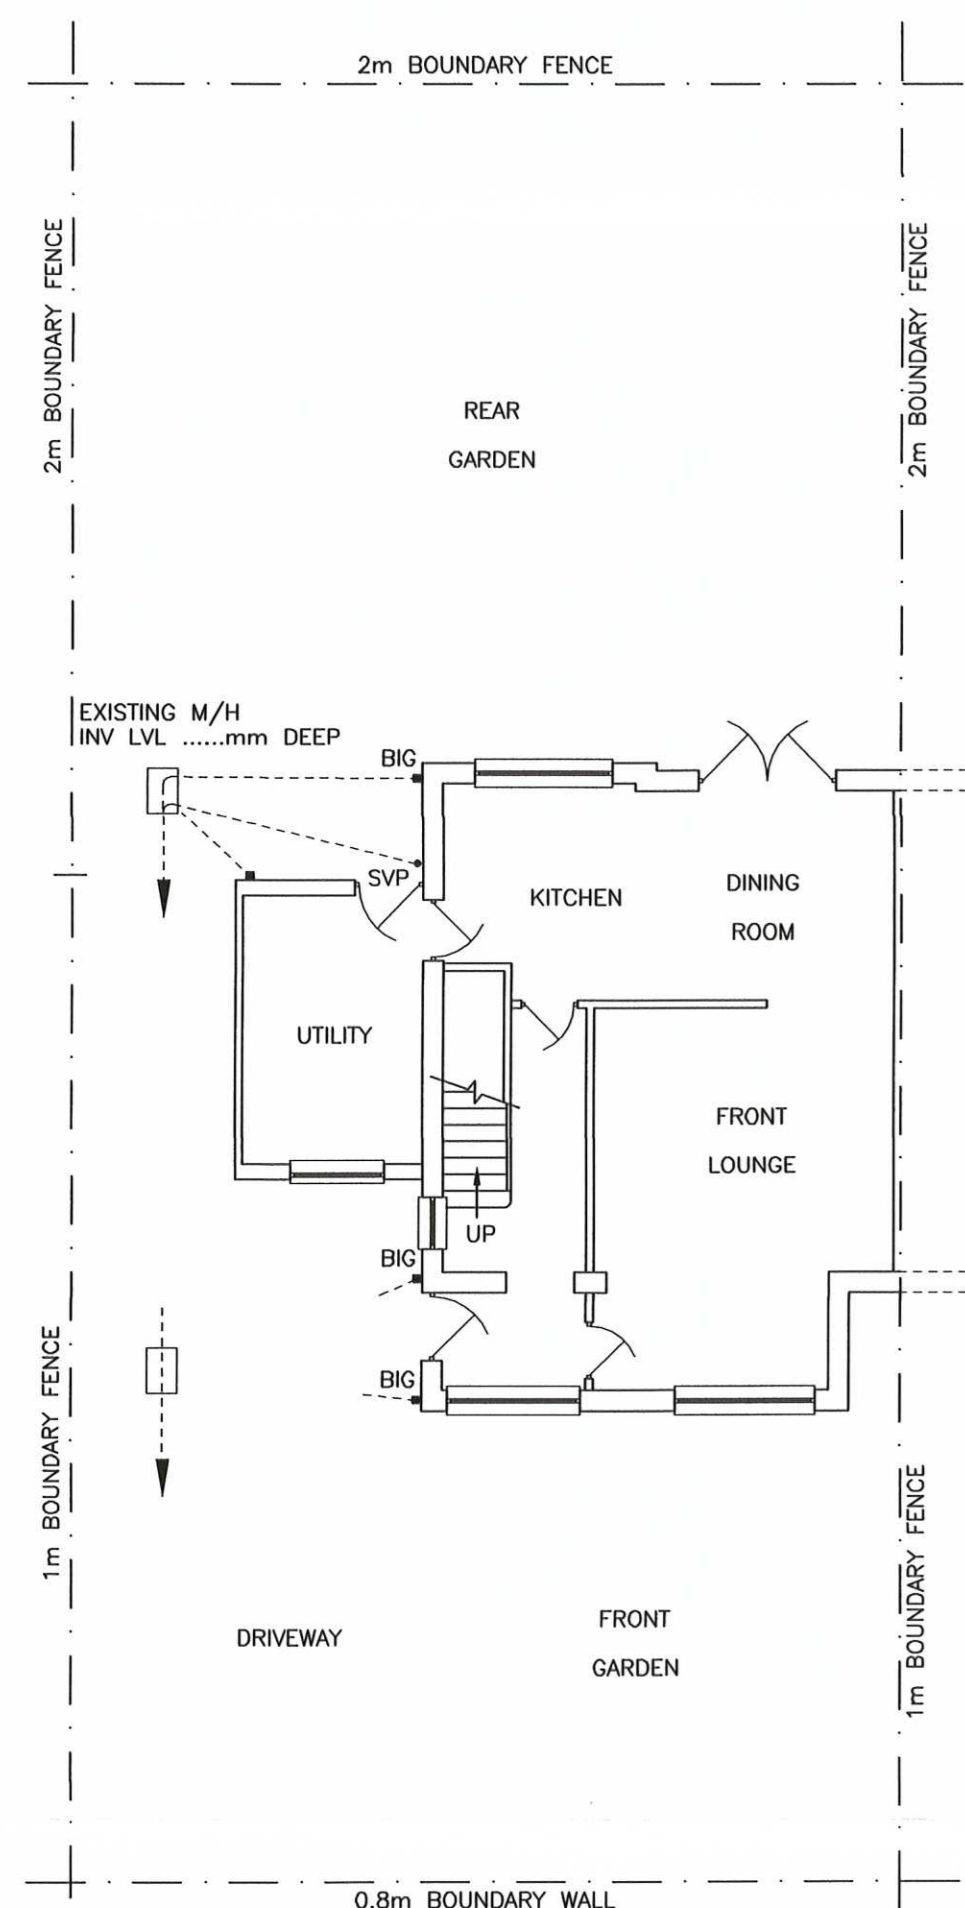 2m BOUNDARY FENCE
2m BOUNDARY FENCE
2m BOUNDARY FENCE
REAR
GARDEN
EXISTING M/H
INV LVL ......mm DEEP
BIG
SVP
KITCHEN
DINING
ROOM
UTILITY
FRONT
LOUNGE
UP
BIG
BIG
1m BOUNDARY FENCE
1m BOUNDARY FENCE
DRIVEWAY
FRONT
GARDEN
0.8m BOUNDARY WALL